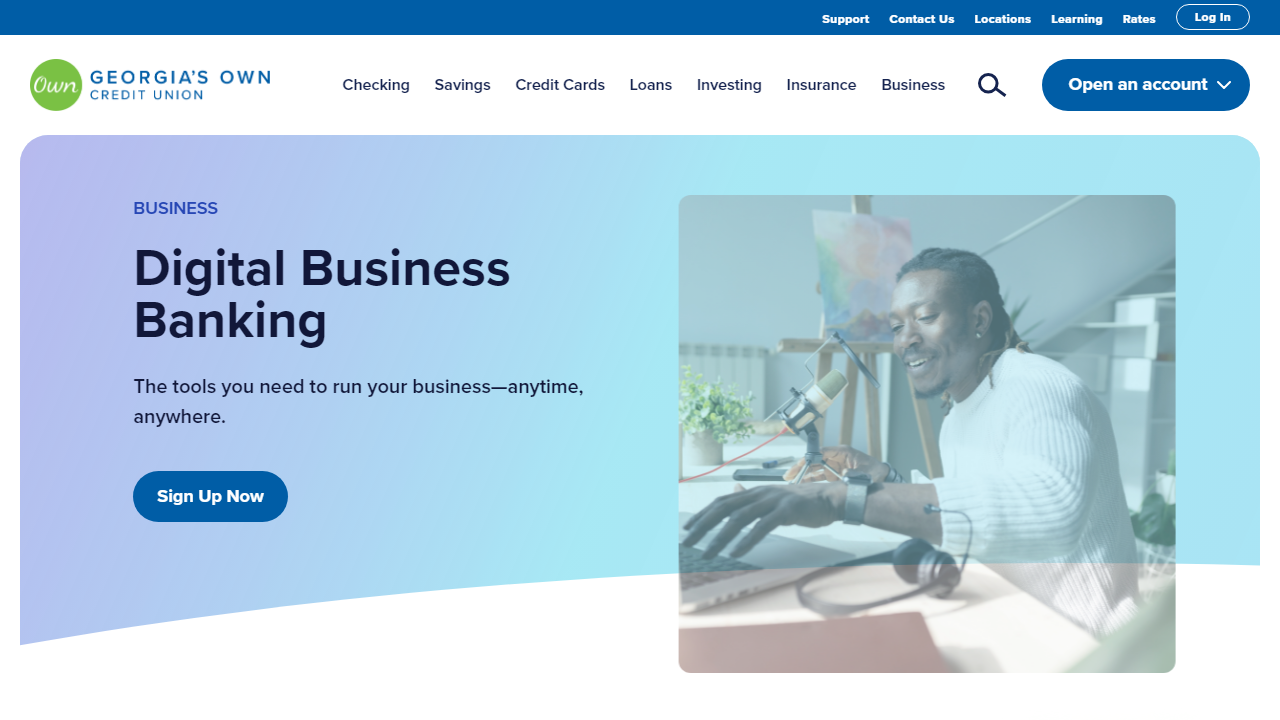 Support Contact Us Locations Learning Rates Log In
Own GEORGIA'S OWN
CREDIT UNION
Checking Savings Credit Cards Loans Investing Insurance Business Open an account
BUSINESS
Digital Business
Banking
The tools you need to run your business—anytime,
anywhere.
Sign Up Now